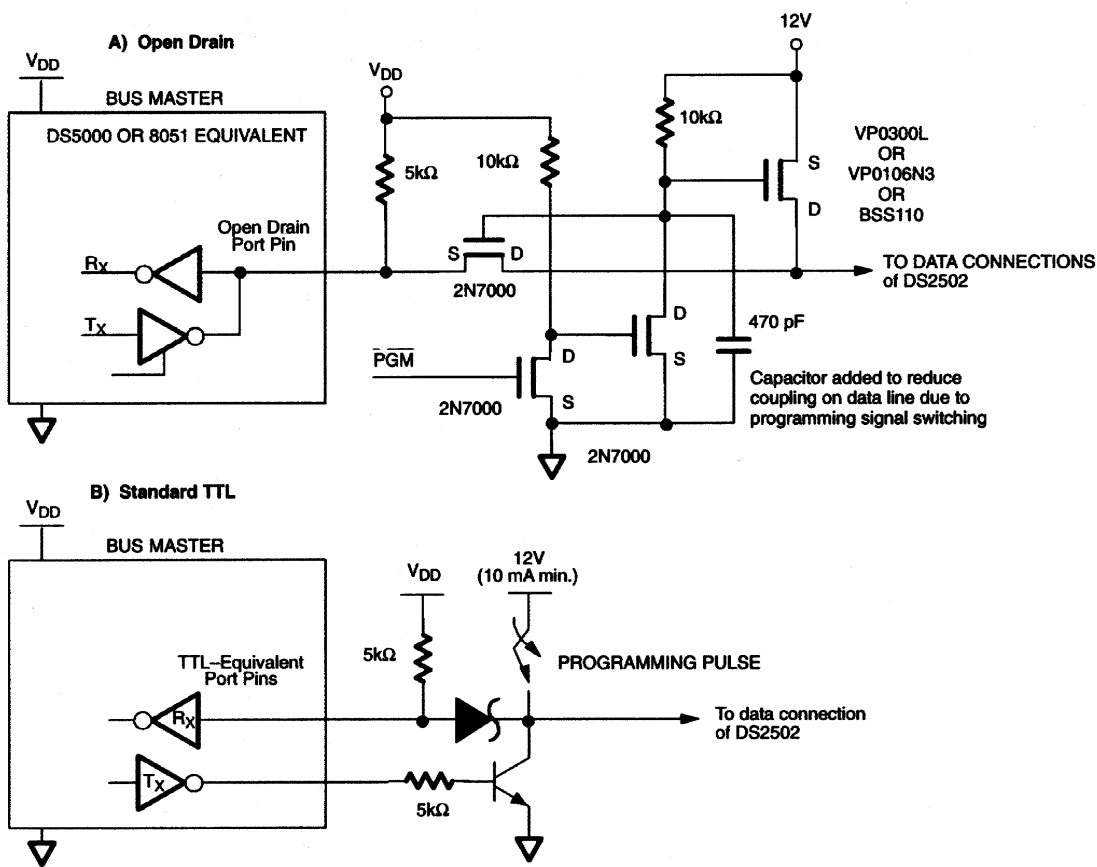 A) Open Drain
VDD
BUS MASTER
DS5000 OR 8051 EQUIVALENT
Open Drain
Port Pin
RX
TX
VDD
5kΩ
10kΩ
S D
2N7000
PGM
2N7000
D
S
12V
10kΩ
S
D
VP0300L
OR
VP0106N3
OR
BSS110
TO DATA CONNECTIONS
of DS2502
D
S
470 pF
Capacitor added to reduce
coupling on data line due to
programming signal switching
2N7000
B) Standard TTL
VDD
BUS MASTER
TTL–Equivalent
Port Pins
RX
TX
VDD
5kΩ
5kΩ
12V
(10 mA min.)
PROGRAMMING PULSE
To data connection
of DS2502